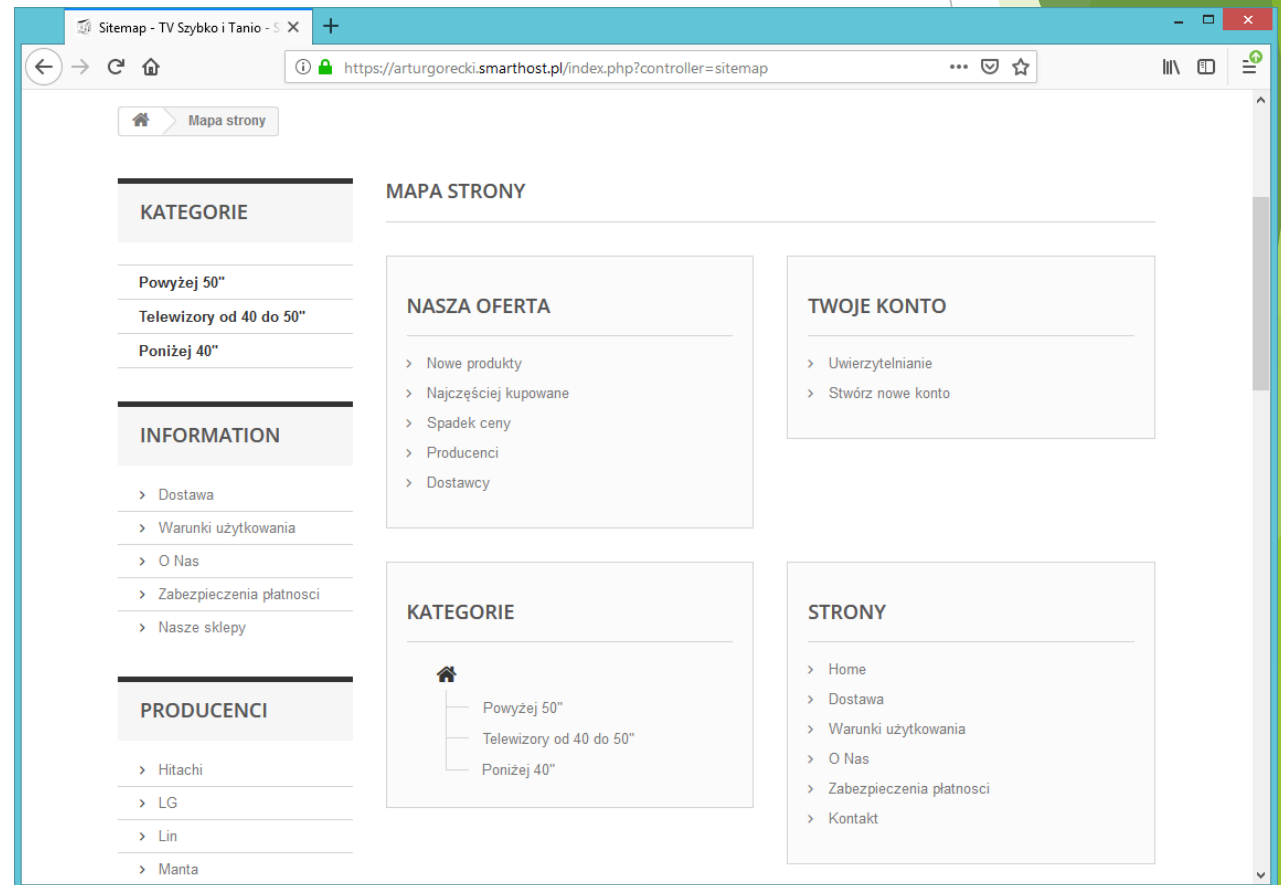 Sitemap - TV Szybko i Tanio - S
https://arturgorecki.smarthost.pl/index.php?controller=sitemap
Mapa strony
KATEGORIE
Powyżej 50"
Telewizory od 40 do 50"
Poniżej 40"
INFORMATION
Dostawa
Warunki użytkowania
O Nas
Zabezpieczenia płatnosci
Nasze sklepy
PRODUCENCI
Hitachi
LG
Lin
Manta
MAPA STRONY
NASZA OFERTA
Nowe produkty
Najczęściej kupowane
Spadek ceny
Producenci
Dostawcy
TWOJE KONTO
Uwierzytelnianie
Stwórz nowe konto
KATEGORIE
Powyżej 50"
Telewizory od 40 do 50"
Poniżej 40"
STRONY
Home
Dostawa
Warunki użytkowania
O Nas
Zabezpieczenia płatnosci
Kontakt